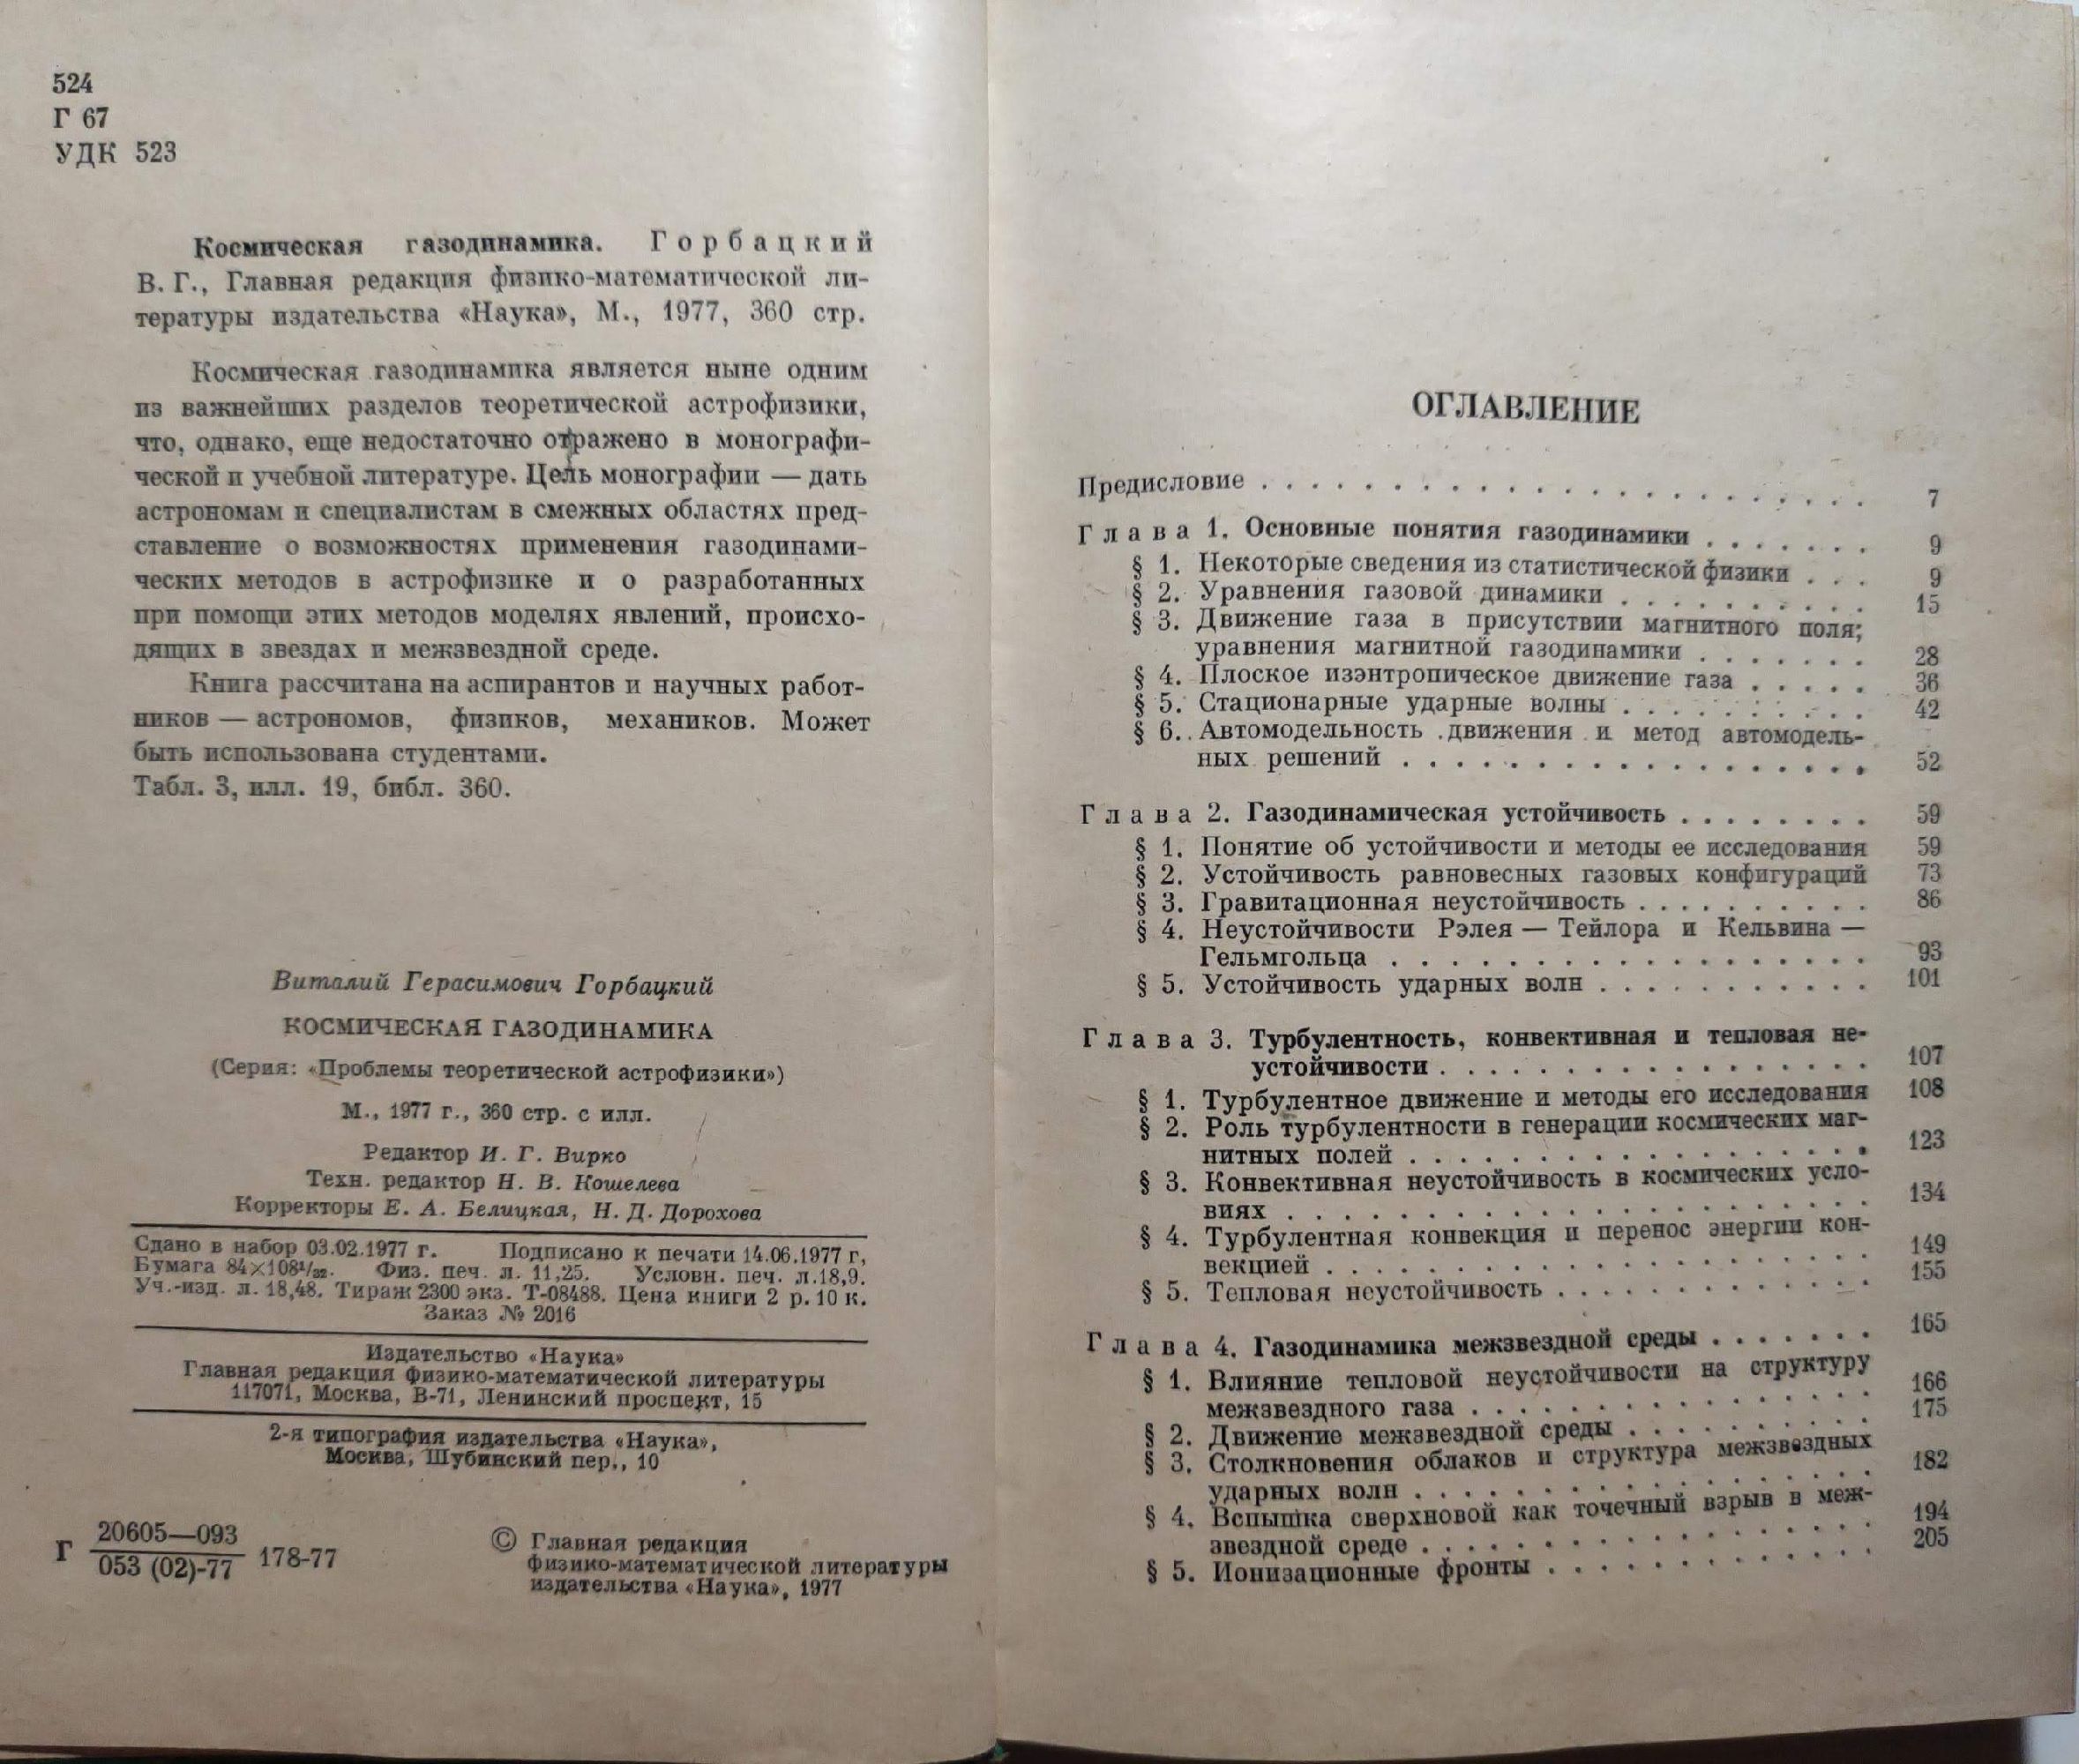 524
Г 67
УДК 523
Космическая газодинамика. Горбацкий
В. Г., Главная редакция физико-математической ли-
тературы издательства «Наука», М., 1977, 360 стр.
Космическая газодинамика является ныне одним
из важнейших разделов теоретической астрофизики,
что, однако, еще недостаточно отражено в монографи-
ческой и учебной литературе. Цель монографии — дать
астрономам и специалистам в смежных областях пред-
ставление о возможностях применения газодинами-
ческих методов в астрофизике и о разработанных
при помощи этих методов моделях явлений, происхо-
дящих в звездах и межзвездной среде.
Книга рассчитана на аспирантов и научных работ-
ников — астрономов, физиков, механиков. Может
быть использована студентами.
Табл. 3, илл. 19, библ. 360.
Виталий Герасимович Горбацкий
КОСМИЧЕСКАЯ ГАЗОДИНАМИКА
(Серия: «Проблемы теоретической астрофизики»)
М., 1977 г., 360 стр. с илл.
Редактор И. Г. Вирко
Техн. редактор Н. В. Кошелева
Корректоры Е. А. Белицкая, Н. Д. Дорохова
Сдано в набор 03.02.1977 г. Подписано к печати 14.06.1977 г,
Бумага 84×108¹/₃₂. Физ. печ. л. 11,25. Условн. печ. л.18,9.
Уч.-изд. л. 18,48. Тираж 2300 экз. Т-08488. Цена книги 2 р. 10 к.
Заказ № 2016
Издательство «Наука»
Главная редакция физико-математической литературы
117071, Москва, В-71, Ленинский проспект, 15
2-я типография издательства «Наука»,
Москва, Шубинский пер., 10
Г 20605—093 178-77
053 (02)-77
© Главная редакция
физико-математической литературы
издательства «Наука», 1977
ОГЛАВЛЕНИЕ
Предисловие . . . . . . . . . . . . . . . . . . . . . . . 7
Глава 1. Основные понятия газодинамики . . . . . . . 9
§ 1. Некоторые сведения из статистической физики . . . 9
§ 2. Уравнения газовой динамики . . . . . . . . . . 15
§ 3. Движение газа в присутствии магнитного поля;
уравнения магнитной газодинамики . . . . . . . 28
§ 4. Плоское изэнтропическое движение газа . . . . . 36
§ 5. Стационарные ударные волны . . . . . . . . . . 42
§ 6. Автомодельность движения и метод автомодель-
ных решений . . . . . . . . . . . . . . . . . . 52
Глава 2. Газодинамическая устойчивость . . . . . . . . 59
§ 1. Понятие об устойчивости и методы ее исследования 59
§ 2. Устойчивость равновесных газовых конфигураций 73
§ 3. Гравитационная неустойчивость . . . . . . . . . 86
§ 4. Неустойчивости Рэлея — Тейлора и Кельвина —
Гельмгольца . . . . . . . . . . . . . . . . . . 93
§ 5. Устойчивость ударных волн . . . . . . . . . . . 101
Глава 3. Турбулентность, конвективная и тепловая не-
устойчивости . . . . . . . . . . . . . . . . . 107
§ 1. Турбулентное движение и методы его исследования 108
§ 2. Роль турбулентности в генерации космических маг-
нитных полей . . . . . . . . . . . . . . . . . 123
§ 3. Конвективная неустойчивость в космических усло-
виях . . . . . . . . . . . . . . . . . . . . . 134
§ 4. Турбулентная конвекция и перенос энергии кон-
векцией . . . . . . . . . . . . . . . . . . . . 149
§ 5. Тепловая неустойчивость . . . . . . . . . . . . 155
Глава 4. Газодинамика межзвездной среды . . . . . . . 165
§ 1. Влияние тепловой неустойчивости на структуру
межзвездного газа . . . . . . . . . . . . . . . 166
§ 2. Движение межзвездной среды . . . . . . . . . . 175
§ 3. Столкновения облаков и структура межзвездных
ударных волн . . . . . . . . . . . . . . . . . 182
§ 4. Вспышка сверхновой как точечный взрыв в меж-
звездной среде . . . . . . . . . . . . . . . . . 194
§ 5. Ионизационные фронты . . . . . . . . . . . . . 205